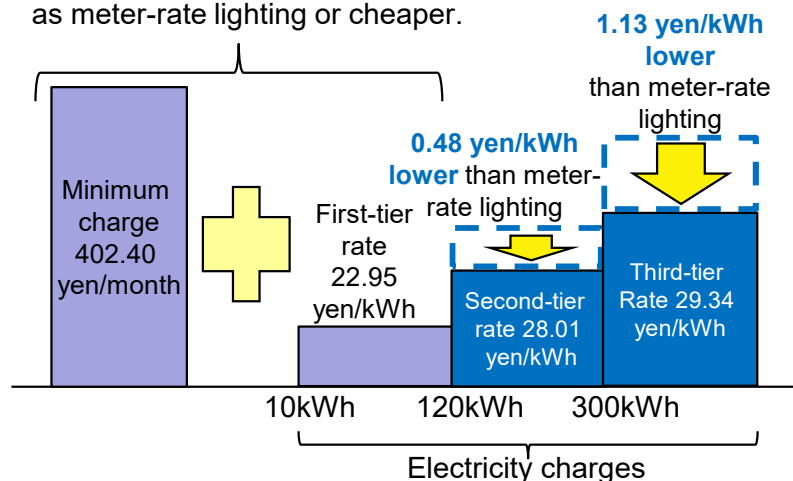 as meter-rate lighting or cheaper.
1.13 yen/kWh
lower
than meter-rate
lighting
0.48 yen/kWh
lower than meter-
rate lighting
Minimum
charge
402.40
yen/month
First-tier
rate
22.95
yen/kWh
Second-tier
rate 28.01
yen/kWh
Third-tier
Rate 29.34
yen/kWh
10kWh
120kWh
300kWh
Electricity charges